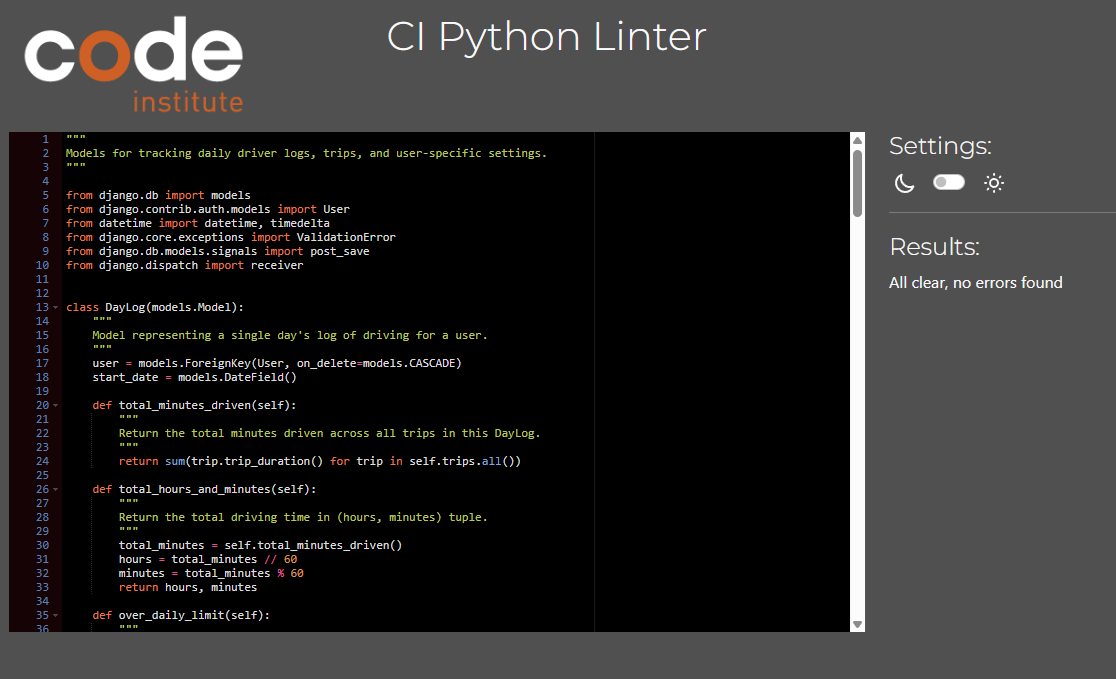 code
institute
CI Python Linter
1 """
2 Models for tracking daily driver logs, trips, and user-specific settings.
3 """
4
5 from django.db import models
6 from django.contrib.auth.models import User
7 from datetime import datetime, timedelta
8 from django.core.exceptions import ValidationError
9 from django.db.models.signals import post_save
10 from django.dispatch import receiver
11
12
13 class DayLog(models.Model):
14     """
15     Model representing a single day's log of driving for a user.
16     """
17     user = models.ForeignKey(User, on_delete=models.CASCADE)
18     start_date = models.DateField()
19
20     def total_minutes_driven(self):
21         """
22         Return the total minutes driven across all trips in this DayLog.
23         """
24         return sum(trip.trip_duration() for trip in self.trips.all())
25
26     def total_hours_and_minutes(self):
27         """
28         Return the total driving time in (hours, minutes) tuple.
29         """
30         total_minutes = self.total_minutes_driven()
31         hours = total_minutes // 60
32         minutes = total_minutes % 60
33         return hours, minutes
34
35     def over_daily_limit(self):
36         """
Settings:
Results:
All clear, no errors found